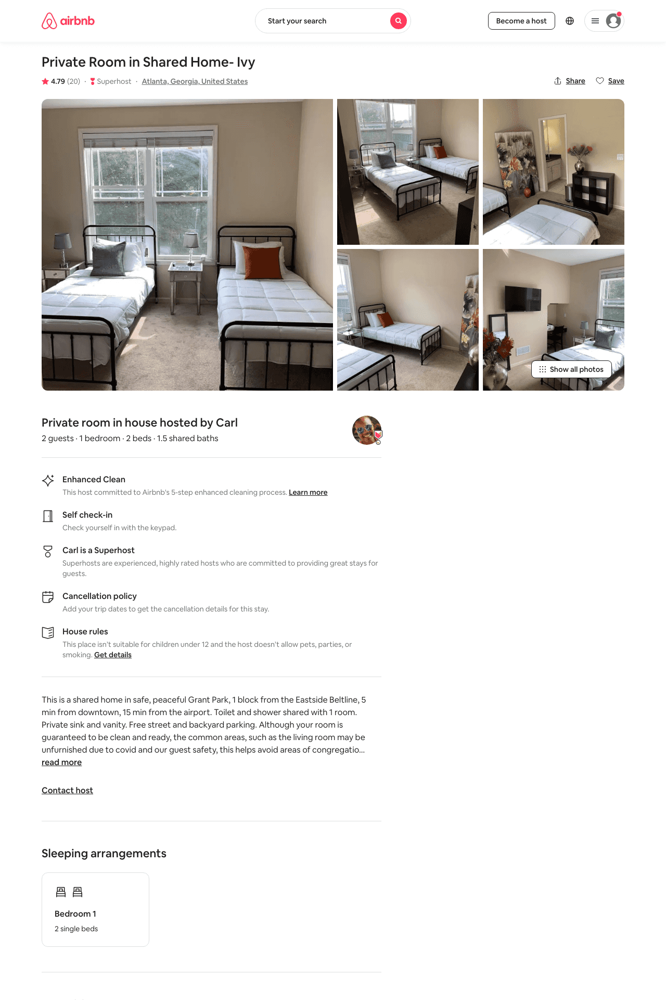 airbnb
Start your search
Become a host
Private Room in Shared Home- Ivy
4.79 (20) · Superhost · Atlanta, Georgia, United States
Share
Save
Show all photos
Private room in house hosted by Carl
2 guests · 1 bedroom · 2 beds · 1.5 shared baths
Enhanced Clean
This host committed to Airbnb's 5-step enhanced cleaning process. Learn more
Self check-in
Check yourself in with the keypad.
Carl is a Superhost
Superhosts are experienced, highly rated hosts who are committed to providing great stays for
guests.
Cancellation policy
Add your trip dates to get the cancellation details for this stay.
House rules
This place isn’t suitable for children under 12 and the host doesn’t allow pets, parties, or
smoking. Get details
This is a shared home in safe, peaceful Grant Park, 1 block from the Eastside Beltline, 5
min from downtown, 15 min from the airport. Toilet and shower shared with 1 room.
Private sink and vanity. Free street and backyard parking. Although your room is
guaranteed to be clean and ready, the common areas, such as the living room may be
unfurnished due to covid and our guest safety, this helps avoid areas of congregatio…
read more
Contact host
Sleeping arrangements
Bedroom 1
2 single beds